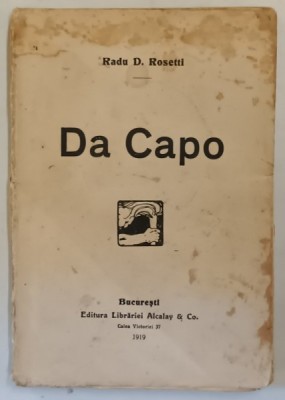 Radu D. Rosetti
Da Capo
Bucureşti
Editura Librăriei Alcalay & Co.
Calea Victoriei 37
1919